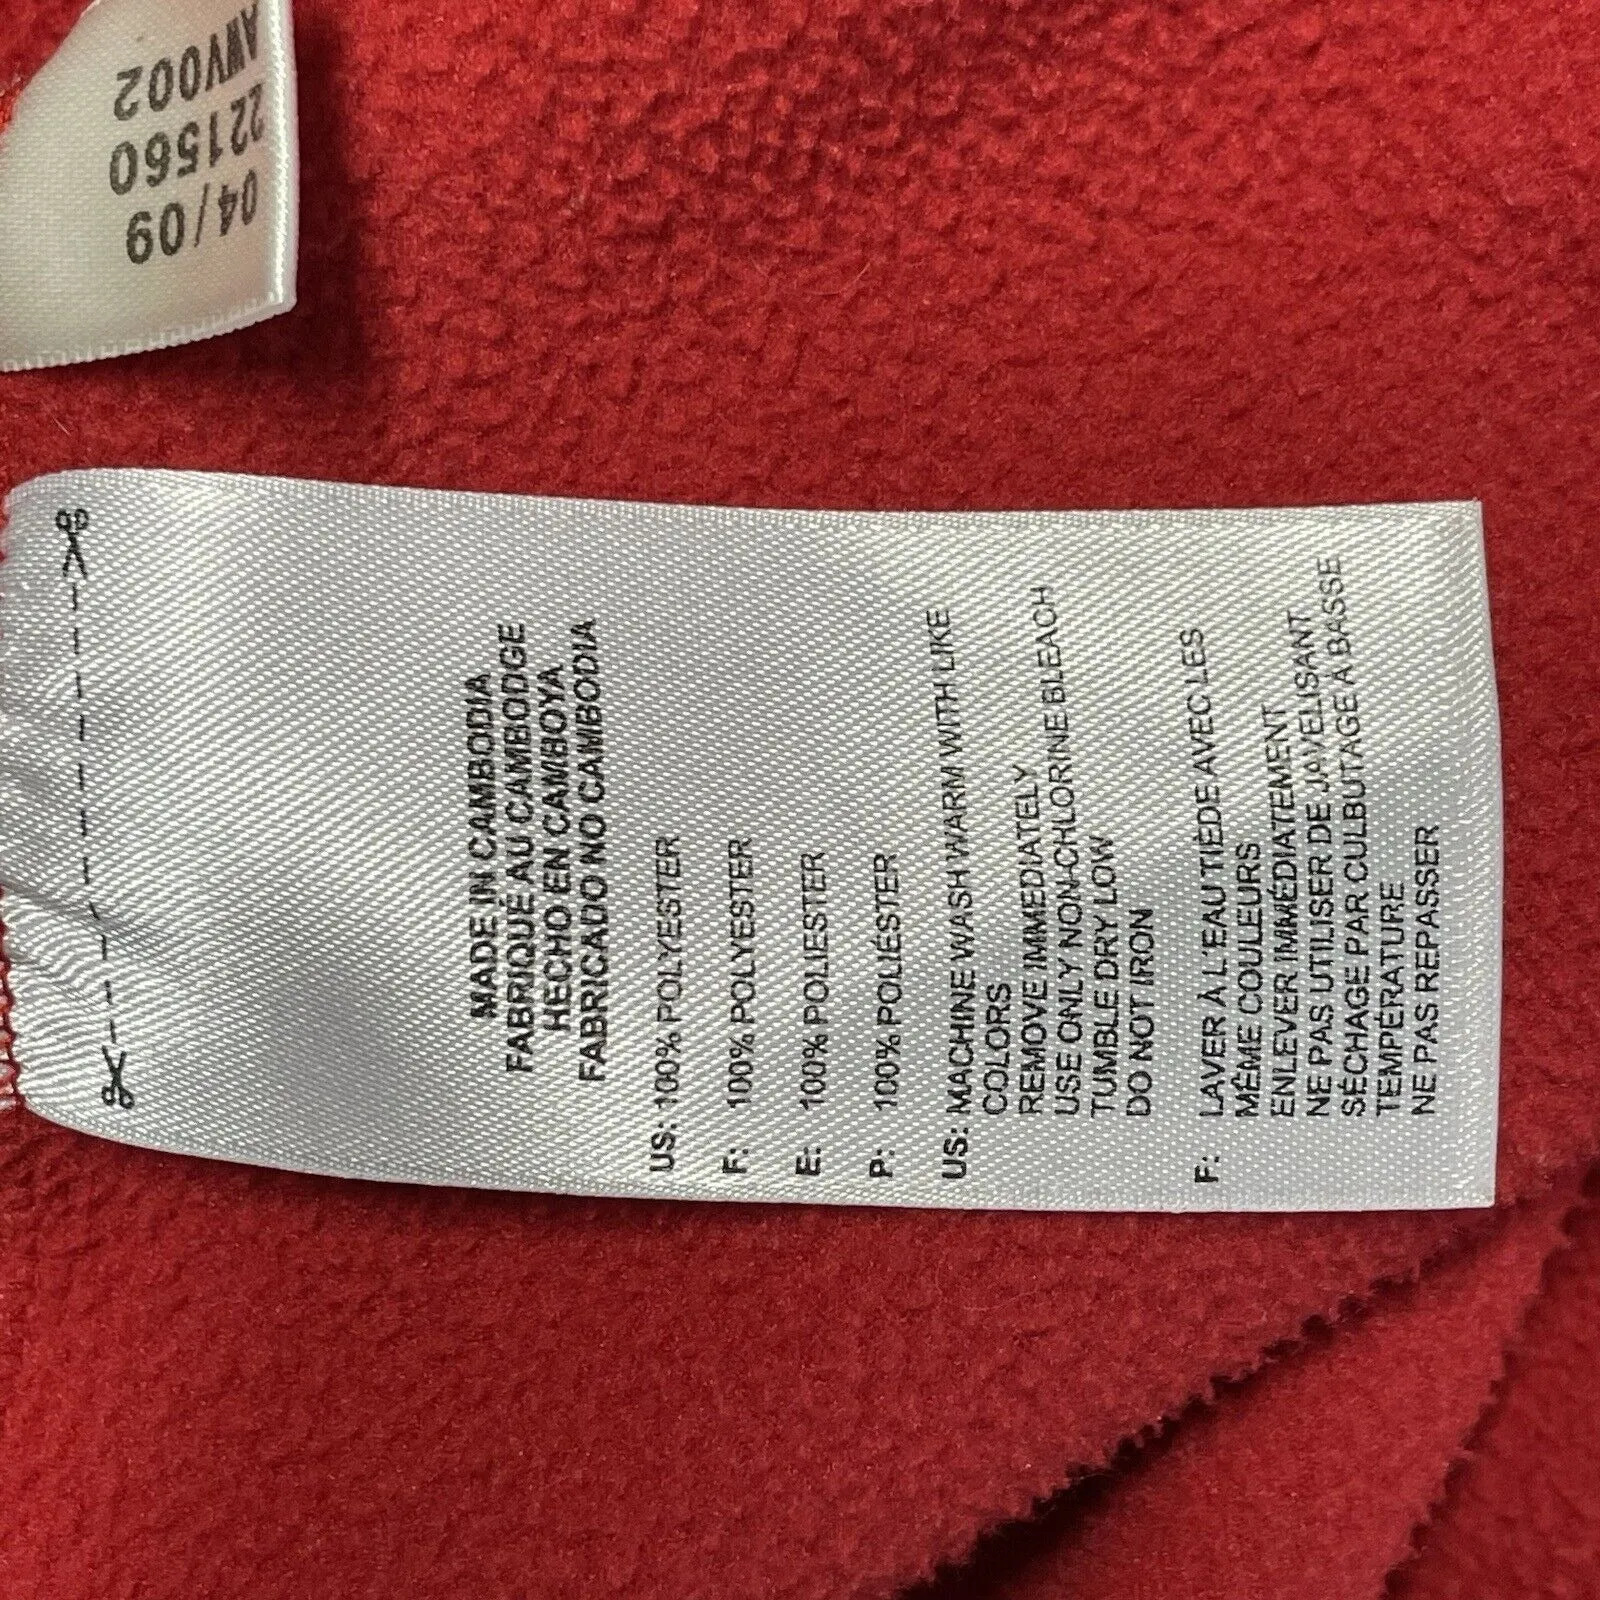 AWV002
221560
04/09
MADE IN CAMBODIA
FABRIQUÉ AU CAMBODGE
HECHO EN CAMBOYA
FABRICADO NO CAMBODIA
US: 100% POLYESTER
F: 100% POLYESTER
E: 100% POLIESTER
P: 100% POLIÉSTER
US: MACHINE WASH WARM WITH LIKE
COLORS
REMOVE IMMEDIATELY
USE ONLY NON-CHLORINE BLEACH
TUMBLE DRY LOW
DO NOT IRON
F: LAVER À L'EAU TIÈDE AVEC LES
MÊME COULEURS
ENLEVER IMMÉDIATEMENT
NE PAS UTILISER DE JAVELISANT
SÉCHAGE PAR CULBUTAGE À BASSE
TEMPÉRATURE
NE PAS REPASSER